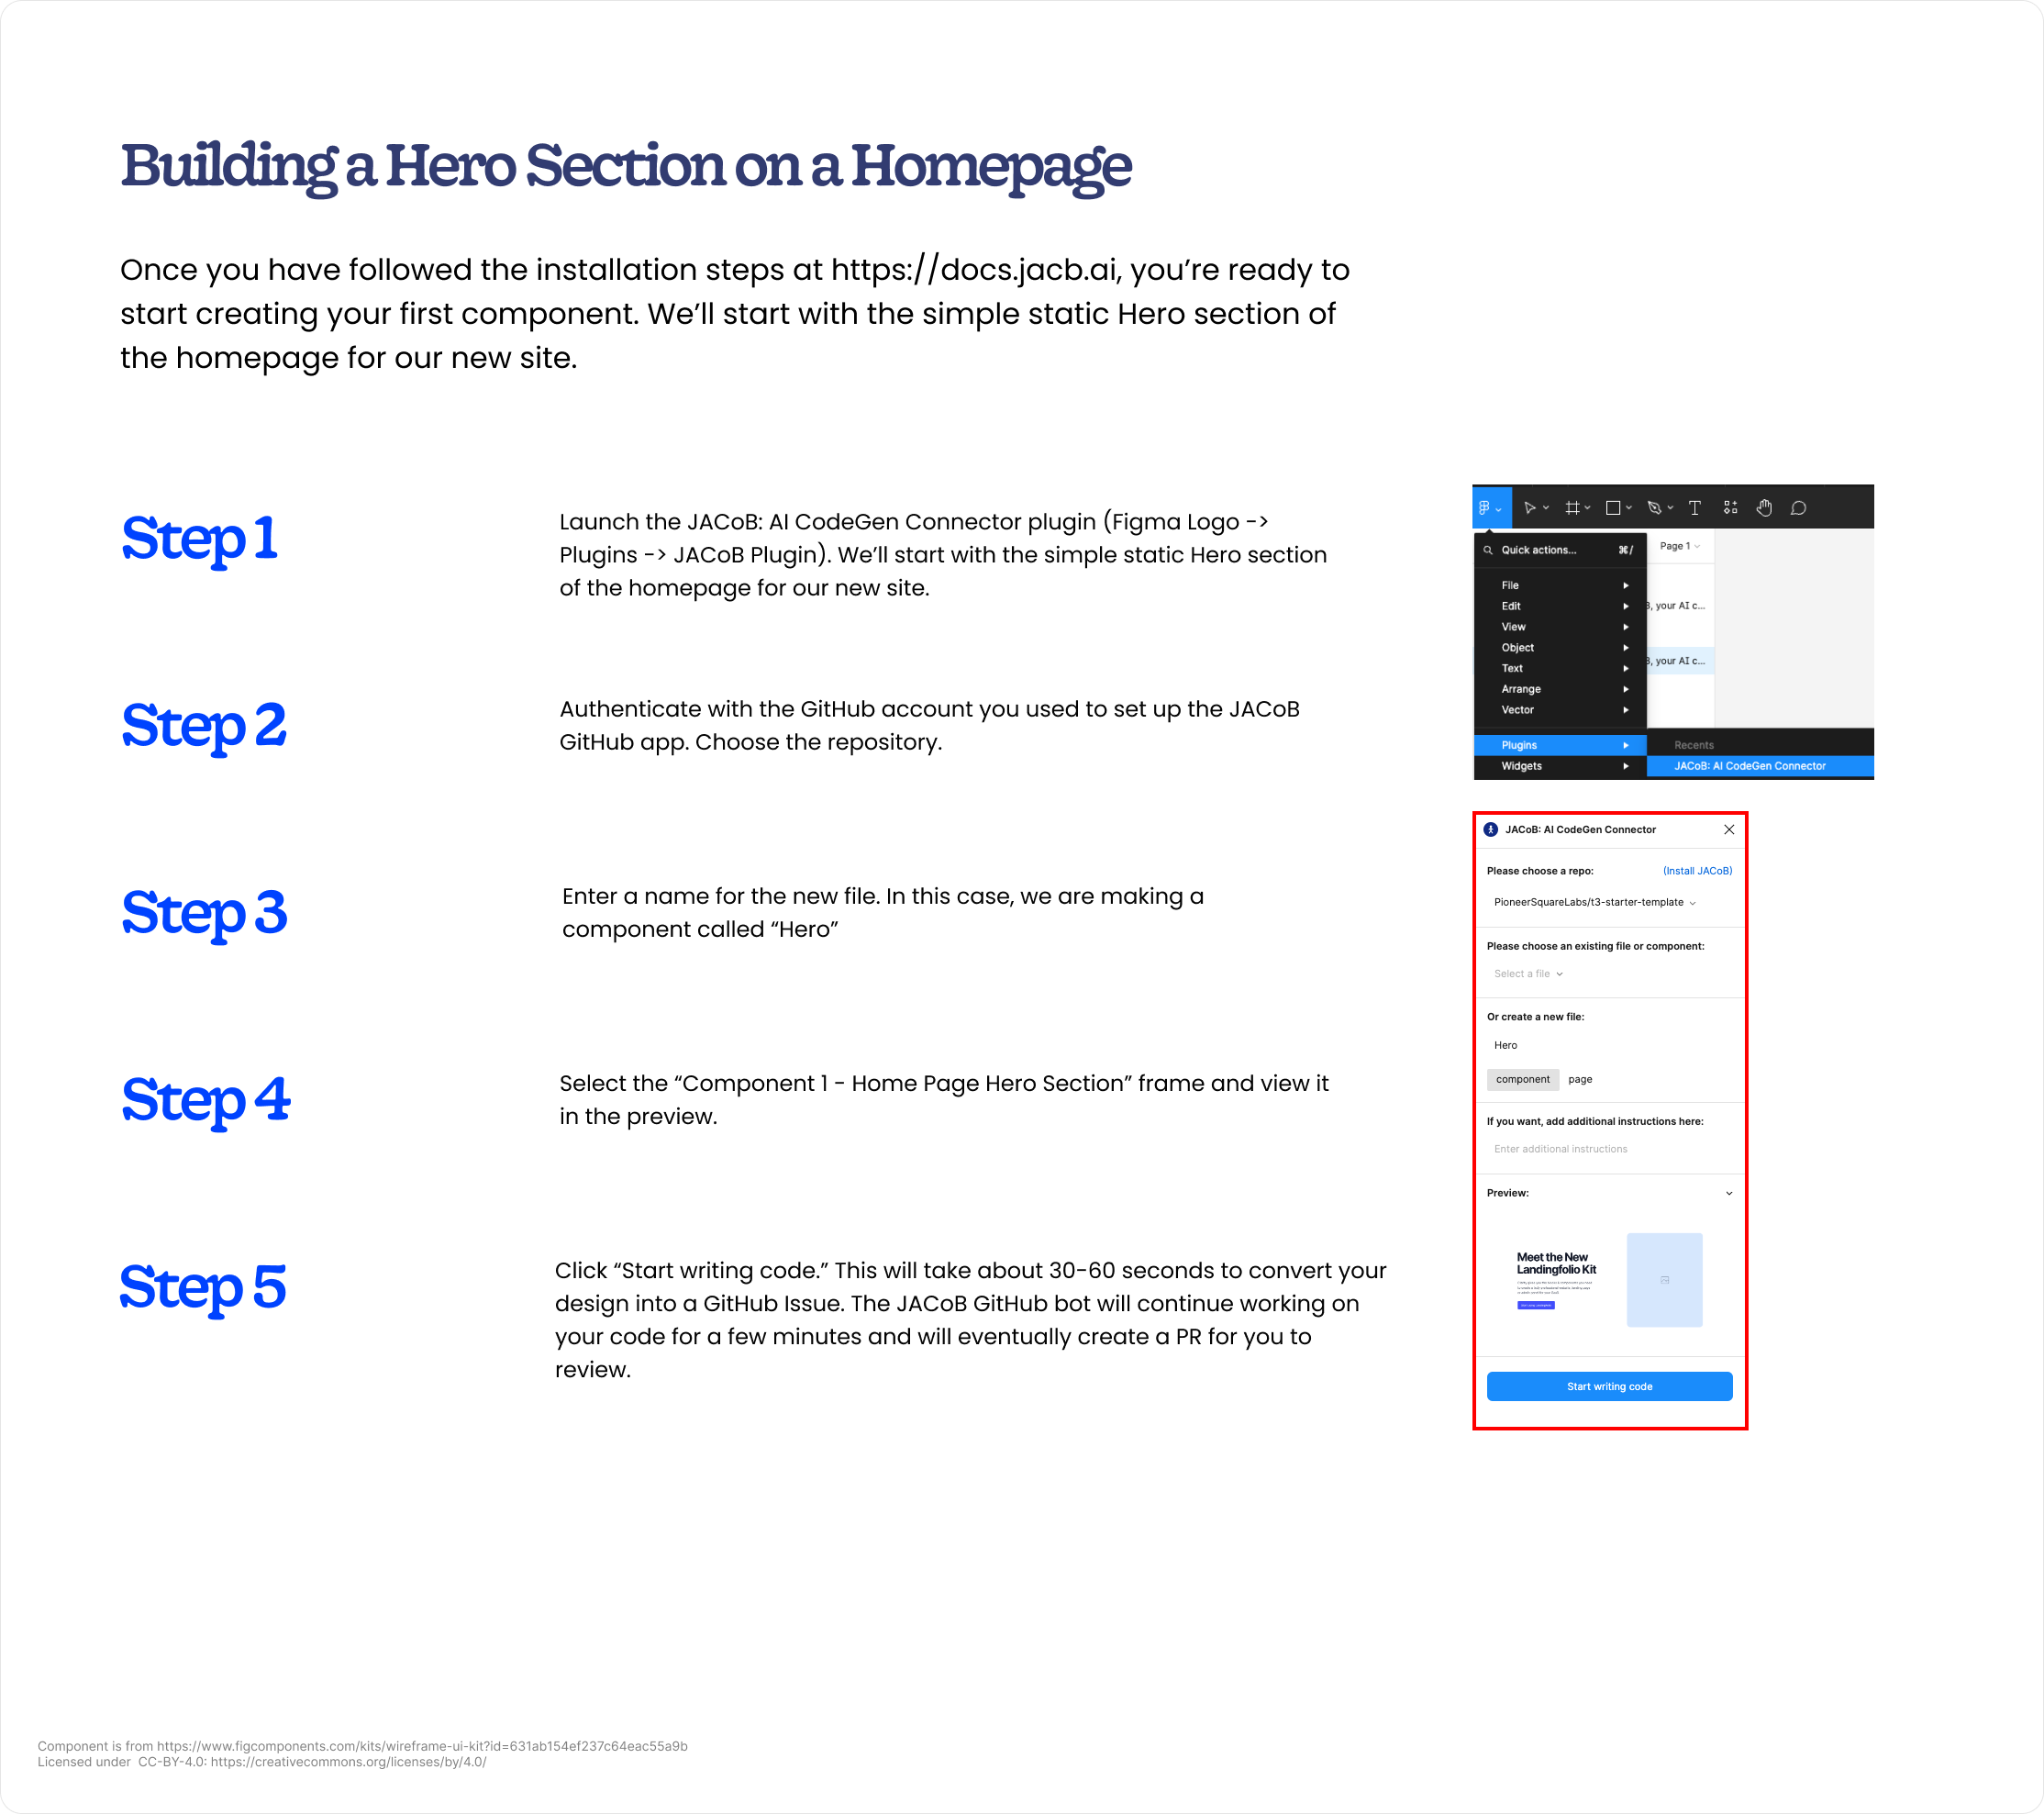 Building a Hero Section on a Homepage
Once you have followed the installation steps at https://docs.jacb.ai, you’re ready to
start creating your first component. We’ll start with the simple static Hero section of
the homepage for our new site.
Step 1
Launch the JACoB: AI CodeGen Connector plugin (Figma Logo ->
Plugins -> JACoB Plugin). We’ll start with the simple static Hero section
of the homepage for our new site.
Step 2
Authenticate with the GitHub account you used to set up the JACoB
GitHub app. Choose the repository.
Step 3
Enter a name for the new file. In this case, we are making a
component called “Hero”
Step 4
Select the “Component 1 - Home Page Hero Section” frame and view it
in the preview.
Step 5
Click “Start writing code.” This will take about 30-60 seconds to convert your
design into a GitHub Issue. The JACoB GitHub bot will continue working on
your code for a few minutes and will eventually create a PR for you to
review.
Quick actions... ⌘/
Page 1
File
Edit
3, your AI c...
View
Object
3, your AI c...
Text
Arrange
Vector
Plugins
Recents
Widgets
JACoB: AI CodeGen Connector
JACoB: AI CodeGen Connector
Please choose a repo: (Install JACoB)
PioneerSquareLabs/t3-starter-template
Please choose an existing file or component:
Select a file
Or create a new file:
Hero
component page
If you want, add additional instructions here:
Enter additional instructions
Preview:
Meet the New
Landingfolio Kit
Start writing code
Component is from https://www.figcomponents.com/kits/wireframe-ui-kit?id=631ab154ef237c64eac55a9b
Licensed under  CC-BY-4.0: https://creativecommons.org/licenses/by/4.0/